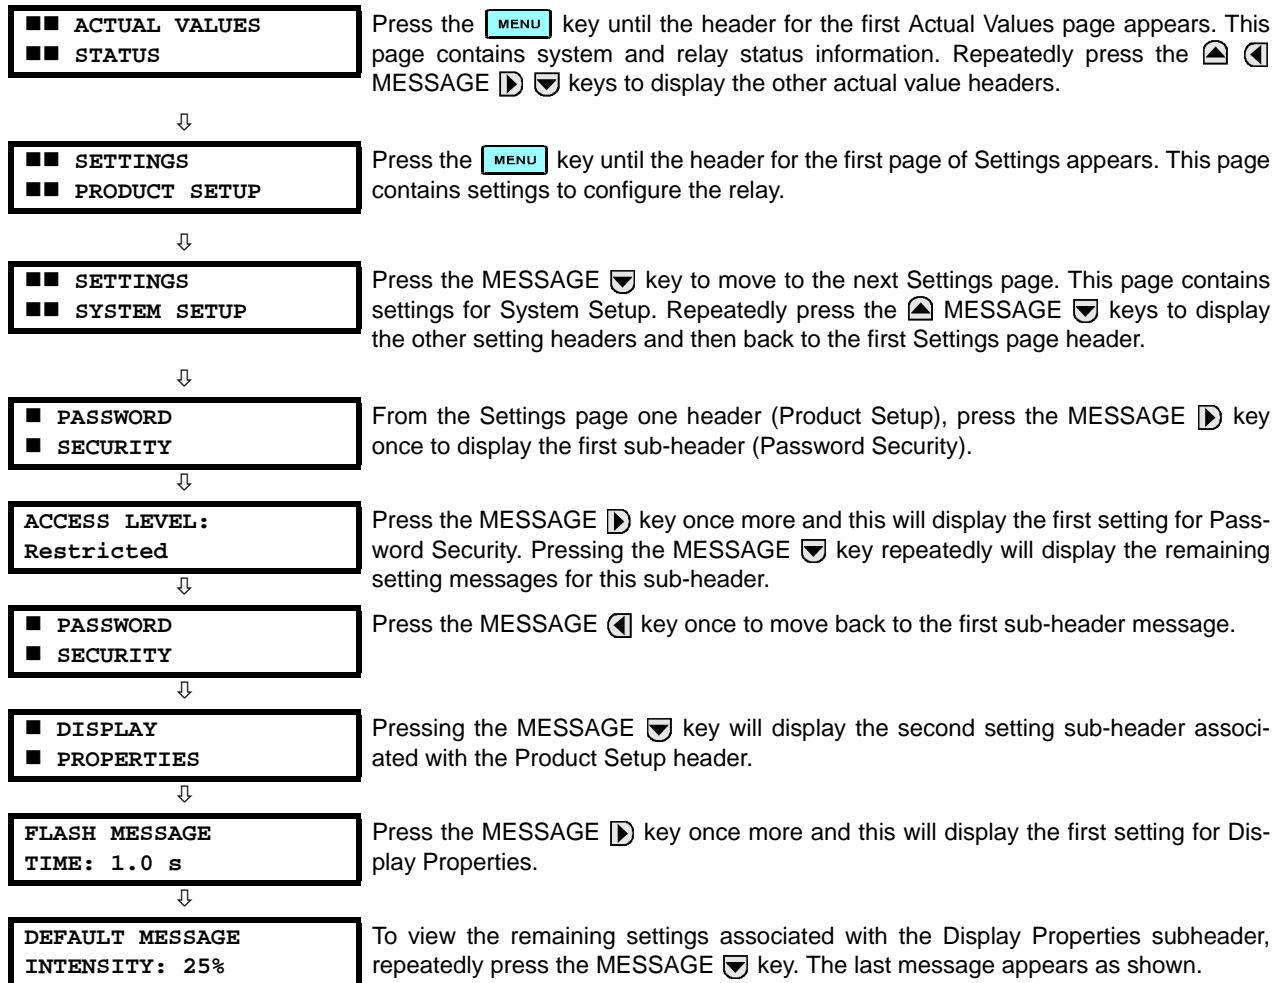 ■■ ACTUAL VALUES
■■ STATUS
Press the MENU key until the header for the first Actual Values page appears. This
page contains system and relay status information. Repeatedly press the
MESSAGE keys to display the other actual value headers.
■■ SETTINGS
■■ PRODUCT SETUP
Press the MENU key until the header for the first page of Settings appears. This page
contains settings to configure the relay.
■■ SETTINGS
■■ SYSTEM SETUP
Press the MESSAGE key to move to the next Settings page. This page contains
settings for System Setup. Repeatedly press the MESSAGE keys to display
the other setting headers and then back to the first Settings page header.
■ PASSWORD
■ SECURITY
From the Settings page one header (Product Setup), press the MESSAGE key
once to display the first sub-header (Password Security).
ACCESS LEVEL:
Restricted
Press the MESSAGE key once more and this will display the first setting for Pass-
word Security. Pressing the MESSAGE key repeatedly will display the remaining
setting messages for this sub-header.
■ PASSWORD
■ SECURITY
Press the MESSAGE key once to move back to the first sub-header message.
■ DISPLAY
■ PROPERTIES
Pressing the MESSAGE key will display the second setting sub-header associ-
ated with the Product Setup header.
FLASH MESSAGE
TIME: 1.0 s
Press the MESSAGE key once more and this will display the first setting for Dis-
play Properties.
DEFAULT MESSAGE
INTENSITY: 25%
To view the remaining settings associated with the Display Properties subheader,
repeatedly press the MESSAGE key. The last message appears as shown.